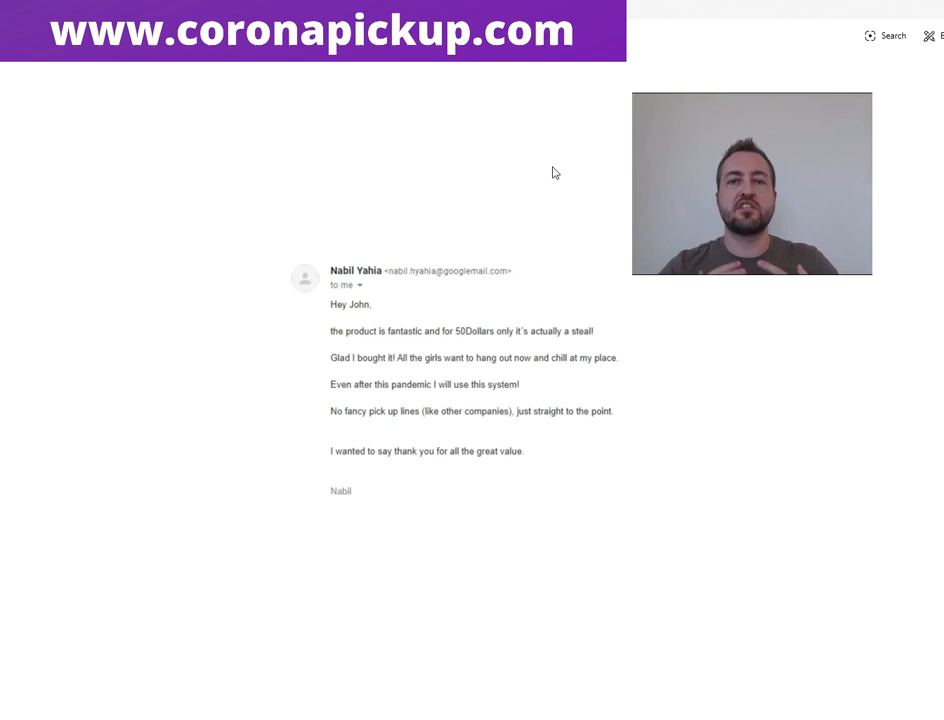 www.coronapickup.com
Search
Nabil Yahia <nabil.hyahia@googlemail.com>
to me
Hey John,
the product is fantastic and for 50Dollars only it´s actually a steal!
Glad I bought it! All the girls want to hang out now and chill at my place.
Even after this pandemic I will use this system!
No fancy pick up lines (like other companies), just straight to the point.
I wanted to say thank you for all the great value.
Nabil